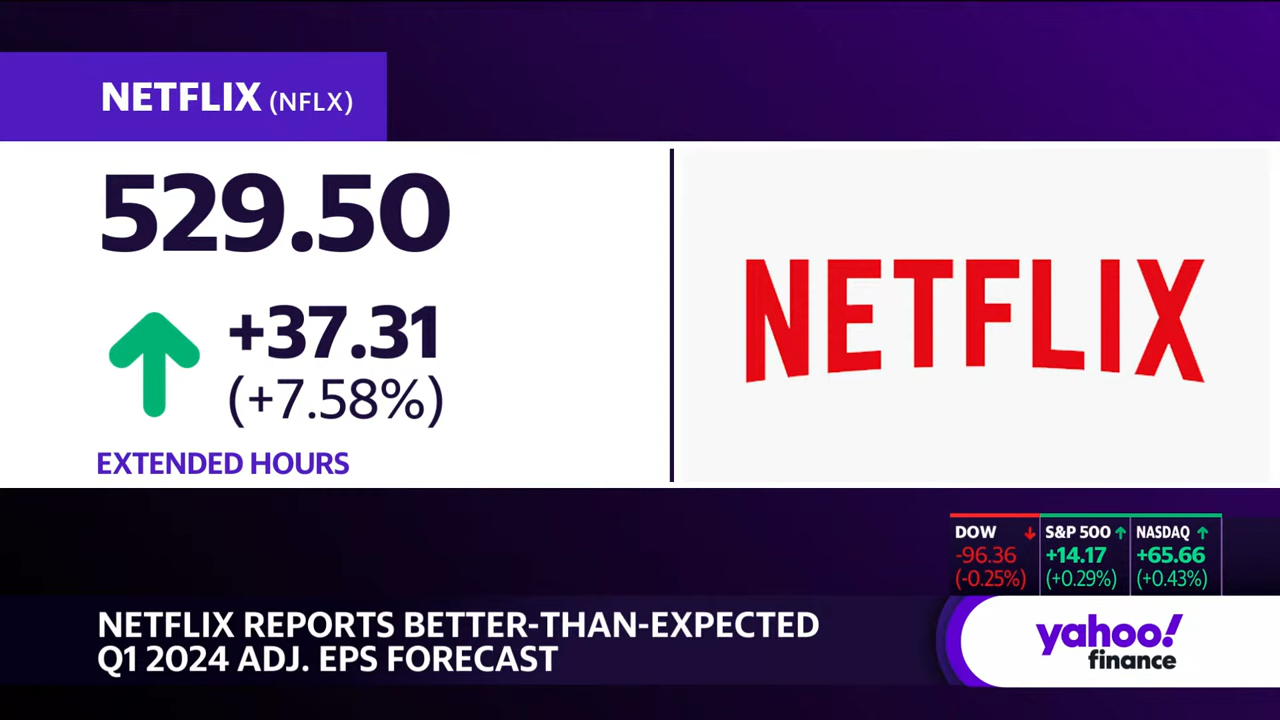 NETFLIX (NFLX)
529.50
+37.31
(+7.58%)
EXTENDED HOURS
NETFLIX
DOW
-96.36
(-0.25%)
S&P 500
+14.17
(+0.29%)
NASDAQ
+65.66
(+0.43%)
NETFLIX REPORTS BETTER-THAN-EXPECTED
Q1 2024 ADJ. EPS FORECAST
yahoo!
finance